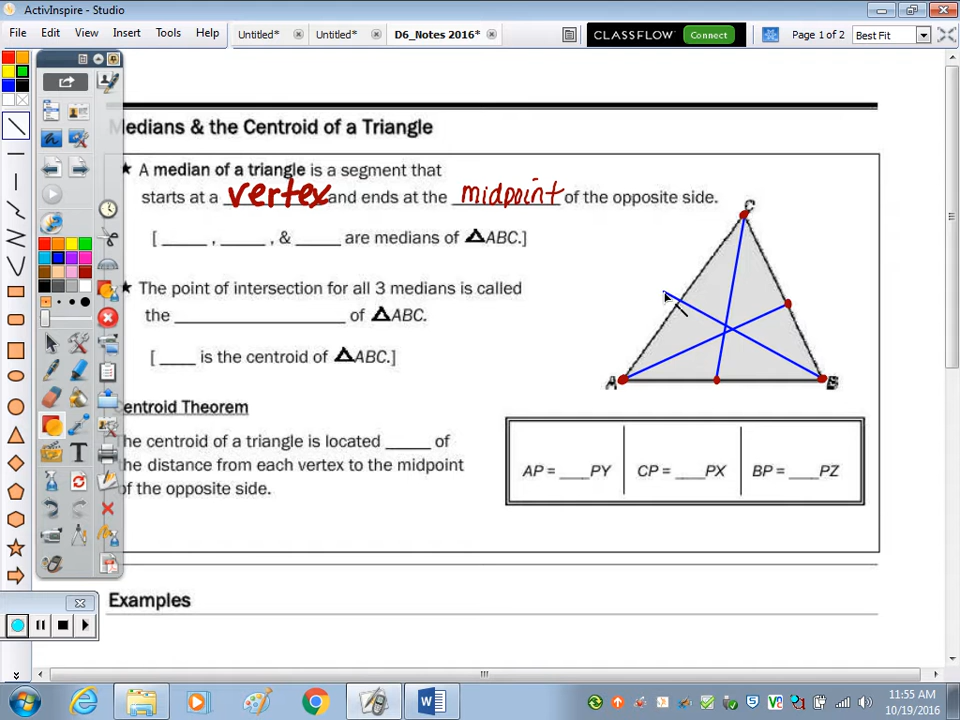 ActivInspire - Studio
File Edit View Insert Tools Help Untitled* Untitled* D6_Notes 2016* CLASSFLOW Connect Page 1 of 2 Best Fit
Medians & the Centroid of a Triangle
★ A median of a triangle is a segment that
starts at a vertex and ends at the midpoint of the opposite side.
C
[ _____ , _____ , & _____ are medians of △ABC.]
★ The point of intersection for all 3 medians is called
the ___________________ of △ABC.
[ ____ is the centroid of △ABC.]
A B
Centroid Theorem
The centroid of a triangle is located _____ of
the distance from each vertex to the midpoint
of the opposite side.
AP = ____PY CP = ____PX BP = ____PZ
Examples
11:55 AM
10/19/2016